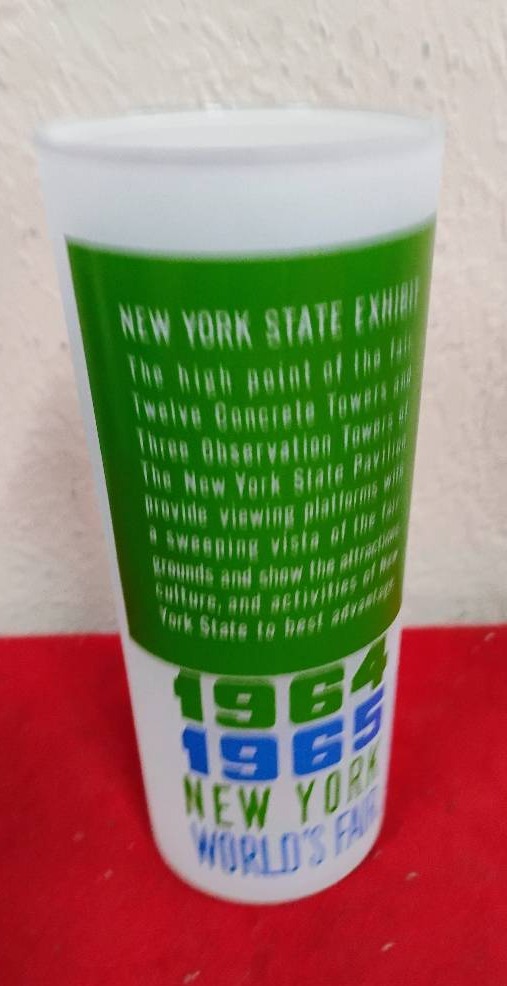 NEW YORK STATE EXHIBIT
The high point of the fair
Twelve Concrete Towers and
Three Observation Towers of
The New York State Pavilion
provide viewing platforms with
a sweeping vista of the fair
grounds and show the attractions
culture, and activities of New
York State to best advantage
1964
1965
NEW YORK
WORLD'S FAIR